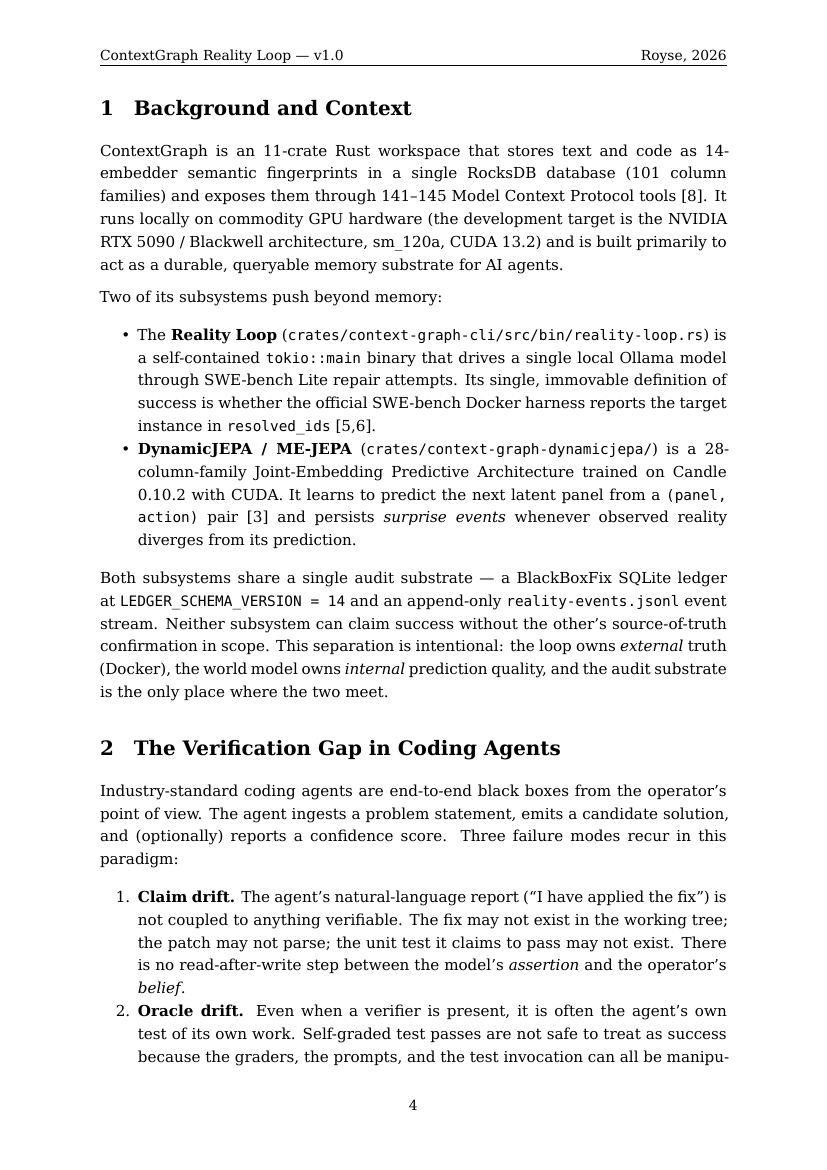 ContextGraph Reality Loop — v1.0 Royse, 2026
1 Background and Context
ContextGraph is an 11-crate Rust workspace that stores text and code as 14-
embedder semantic fingerprints in a single RocksDB database (101 column
families) and exposes them through 141–145 Model Context Protocol tools [8]. It
runs locally on commodity GPU hardware (the development target is the NVIDIA
RTX 5090 / Blackwell architecture, sm_120a, CUDA 13.2) and is built primarily to
act as a durable, queryable memory substrate for AI agents.
Two of its subsystems push beyond memory:
• The Reality Loop (crates/context-graph-cli/src/bin/reality-loop.rs) is
a self-contained tokio::main binary that drives a single local Ollama model
through SWE-bench Lite repair attempts. Its single, immovable definition of
success is whether the official SWE-bench Docker harness reports the target
instance in resolved_ids [5,6].
• DynamicJEPA / ME-JEPA (crates/context-graph-dynamicjepa/) is a 28-
column-family Joint-Embedding Predictive Architecture trained on Candle
0.10.2 with CUDA. It learns to predict the next latent panel from a (panel,
action) pair [3] and persists surprise events whenever observed reality
diverges from its prediction.
Both subsystems share a single audit substrate — a BlackBoxFix SQLite ledger
at LEDGER_SCHEMA_VERSION = 14 and an append-only reality-events.jsonl event
stream. Neither subsystem can claim success without the other’s source-of-truth
confirmation in scope. This separation is intentional: the loop owns external truth
(Docker), the world model owns internal prediction quality, and the audit substrate
is the only place where the two meet.
2 The Verification Gap in Coding Agents
Industry-standard coding agents are end-to-end black boxes from the operator’s
point of view. The agent ingests a problem statement, emits a candidate solution,
and (optionally) reports a confidence score. Three failure modes recur in this
paradigm:
1. Claim drift. The agent’s natural-language report (“I have applied the fix”) is
not coupled to anything verifiable. The fix may not exist in the working tree;
the patch may not parse; the unit test it claims to pass may not exist. There
is no read-after-write step between the model’s assertion and the operator’s
belief.
2. Oracle drift. Even when a verifier is present, it is often the agent’s own
test of its own work. Self-graded test passes are not safe to treat as success
because the graders, the prompts, and the test invocation can all be manipu-
4